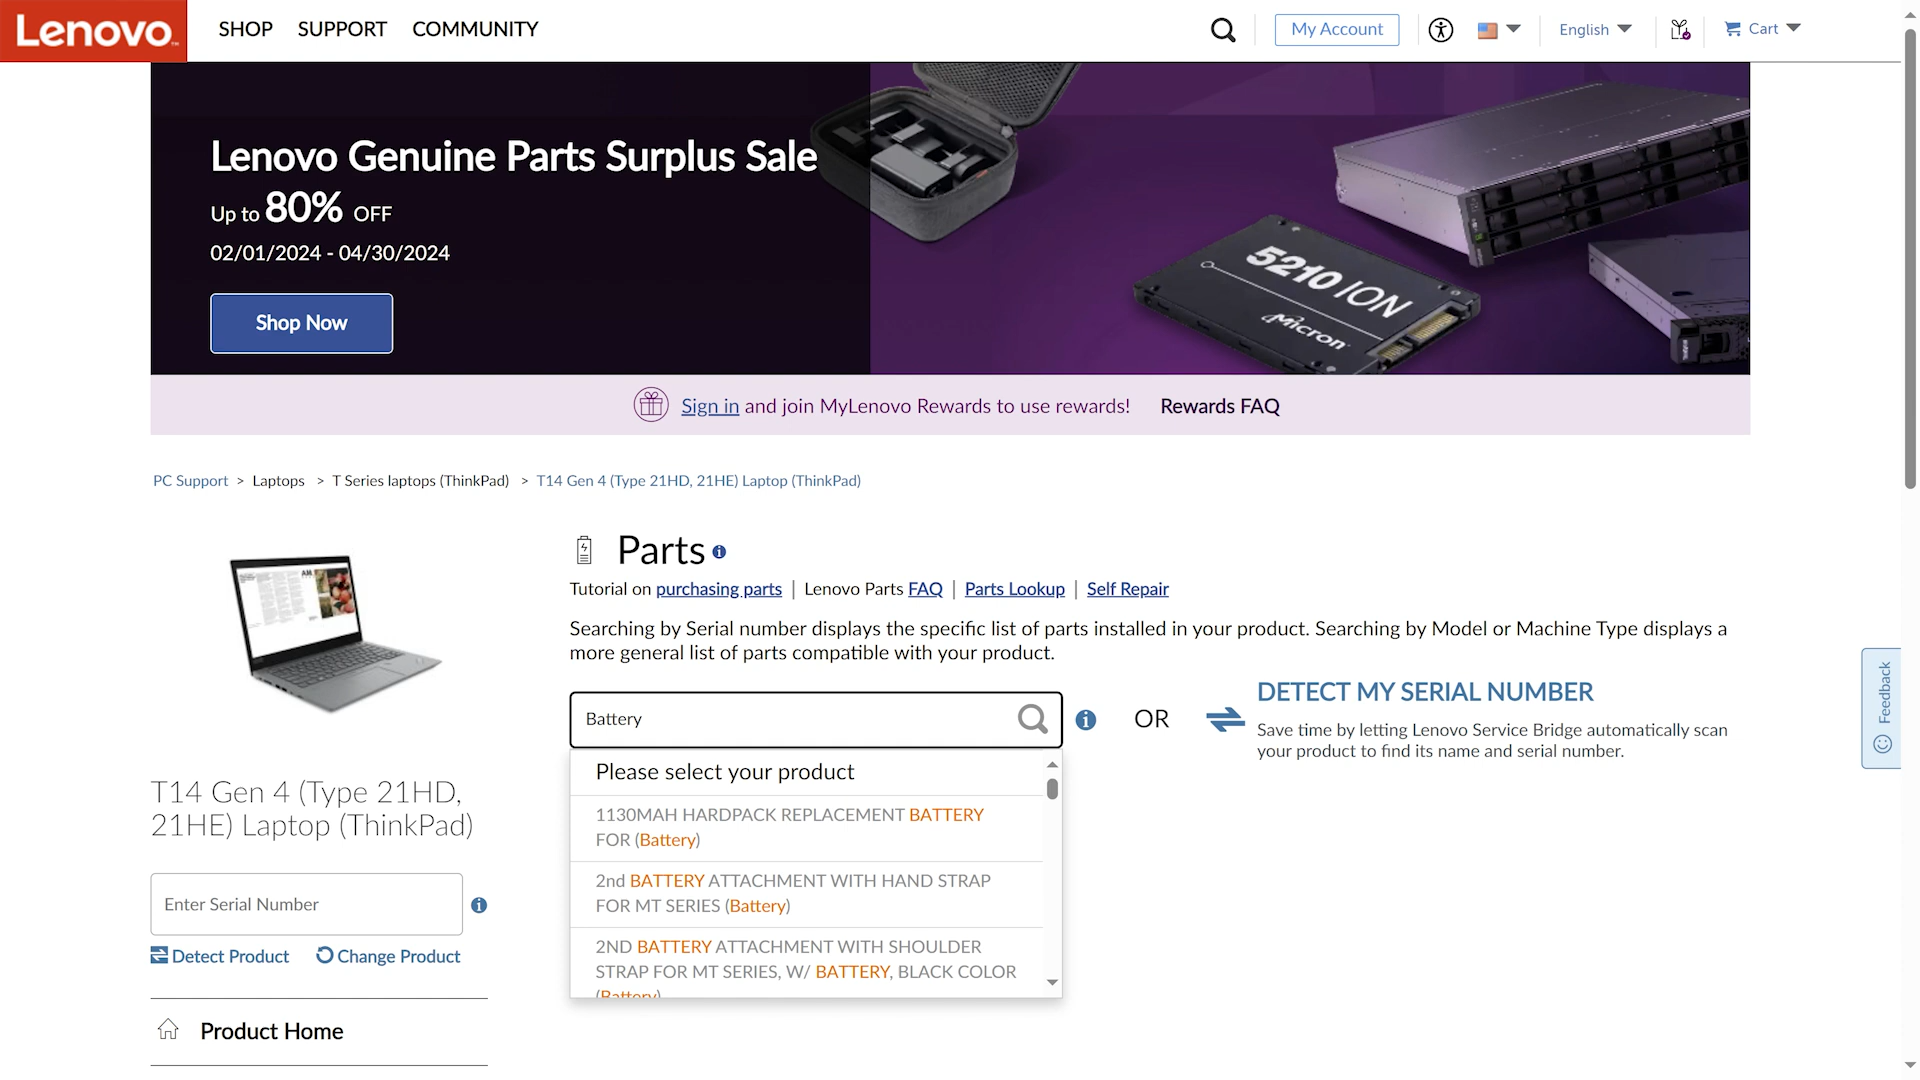 Lenovo™ SHOP SUPPORT COMMUNITY My Account English Cart
Lenovo Genuine Parts Surplus Sale
Up to 80% OFF
02/01/2024 - 04/30/2024
Shop Now
5210 ION
Micron
Sign in and join MyLenovo Rewards to use rewards! Rewards FAQ
PC Support > Laptops > T Series laptops (ThinkPad) > T14 Gen 4 (Type 21HD, 21HE) Laptop (ThinkPad)
T14 Gen 4 (Type 21HD,
21HE) Laptop (ThinkPad)
Enter Serial Number
Detect Product Change Product
Product Home
Parts
Tutorial on purchasing parts | Lenovo Parts FAQ | Parts Lookup | Self Repair
Searching by Serial number displays the specific list of parts installed in your product. Searching by Model or Machine Type displays a
more general list of parts compatible with your product.
Battery
OR
DETECT MY SERIAL NUMBER
Save time by letting Lenovo Service Bridge automatically scan
your product to find its name and serial number.
Please select your product
1130MAH HARDPACK REPLACEMENT BATTERY
FOR (Battery)
2nd BATTERY ATTACHMENT WITH HAND STRAP
FOR MT SERIES (Battery)
2ND BATTERY ATTACHMENT WITH SHOULDER
STRAP FOR MT SERIES, W/ BATTERY, BLACK COLOR
(Battery)
Feedback